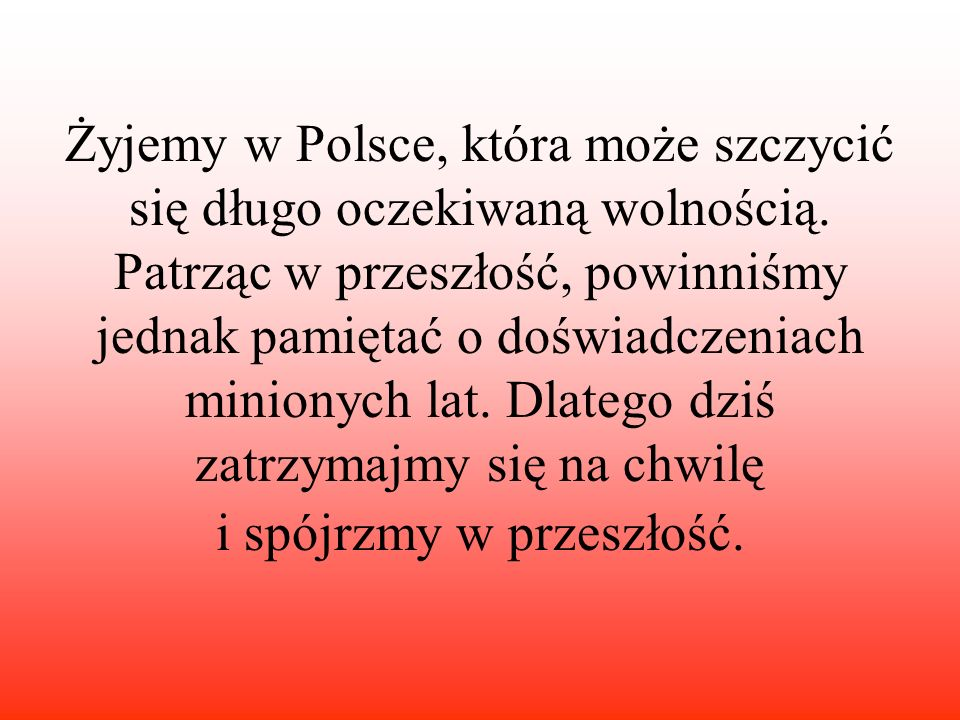 Żyjemy w Polsce, która może szczycić
się długo oczekiwaną wolnością.
Patrząc w przeszłość, powinniśmy
jednak pamiętać o doświadczeniach
minionych lat. Dlatego dziś
zatrzymajmy się na chwilę
i spójrzmy w przeszłość.